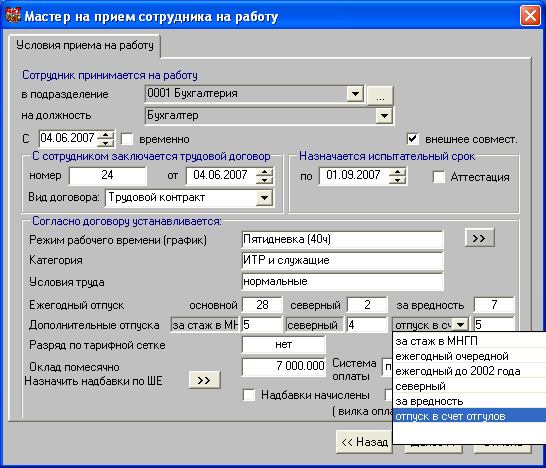 Мастер на прием сотрудника на работу
Условия приема на работу
Сотрудник принимается на работу
в подразделение 0001 Бухгалтерия ...
на должность Бухгалтер
С 04.06.2007 временно внешнее совмест.
С сотрудником заключается трудовой договор
номер 24 от 04.06.2007
Вид договора: Трудовой контракт
Назначается испытательный срок
по 01.09.2007 Аттестация
Согласно договору устанавливается:
Режим рабочего времени (график) Пятидневка (40ч) >>
Категория ИТР и служащие
Условия труда нормальные
Ежегодный отпуск основной 28 северный 2 за вредность 7
Дополнительные отпуска за стаж в МН 5 северный 4 отпуск в сч 5
Разряд по тарифной сетке нет
Оклад помесячно 7 000.000 Система оплаты п
Назначить надбавки по ШЕ >>
Надбавки начислены
( вилка опла
за стаж в МНГП
ежегодный очередной
ежегодный до 2002 года
северный
за вредность
отпуск в счет отгулов
<< Назад